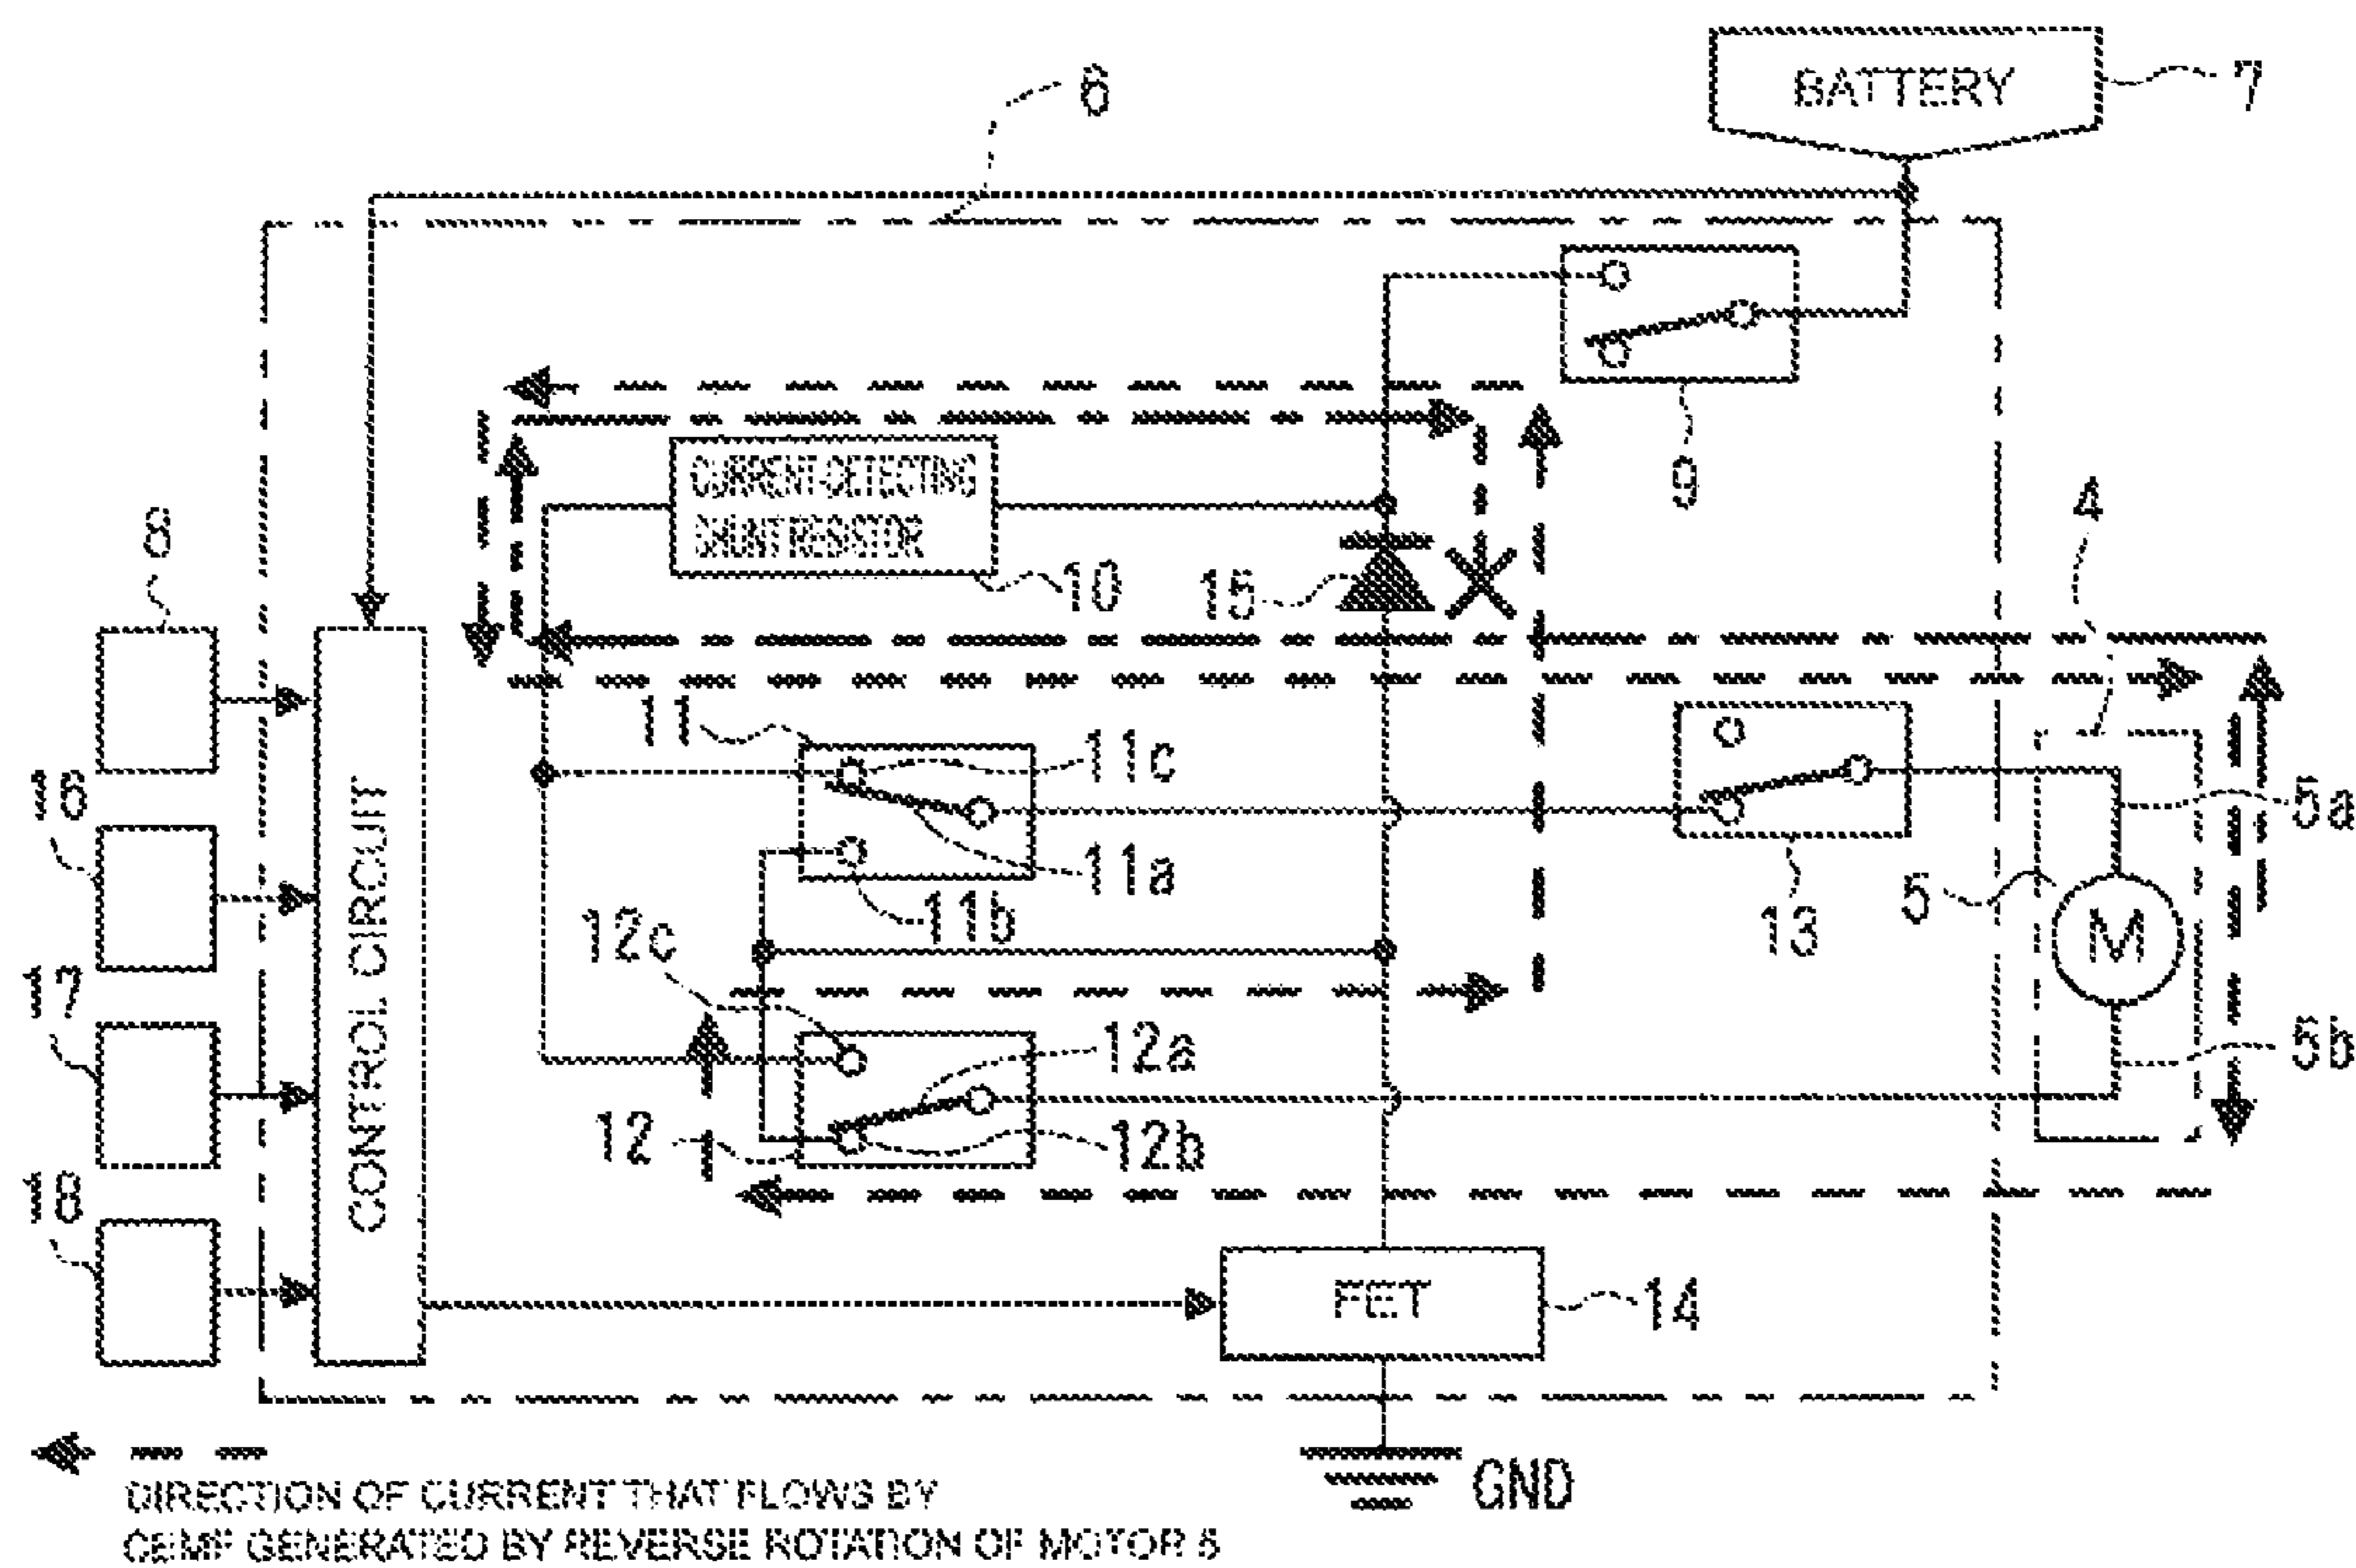 6
BATTERY
7
9
4
8
CURRENT-DETECTING
SHUNT RESISTOR
10
15
11
11c
16
5a
11a
5
11b
13
12c
M
CONTROL CIRCUIT
17
12a
5b
12
12b
18
FET
14
GND
DIRECTION OF CURRENT THAT FLOWS BY
CEMF GENERATED BY REVERSE ROTATION OF MOTOR 5